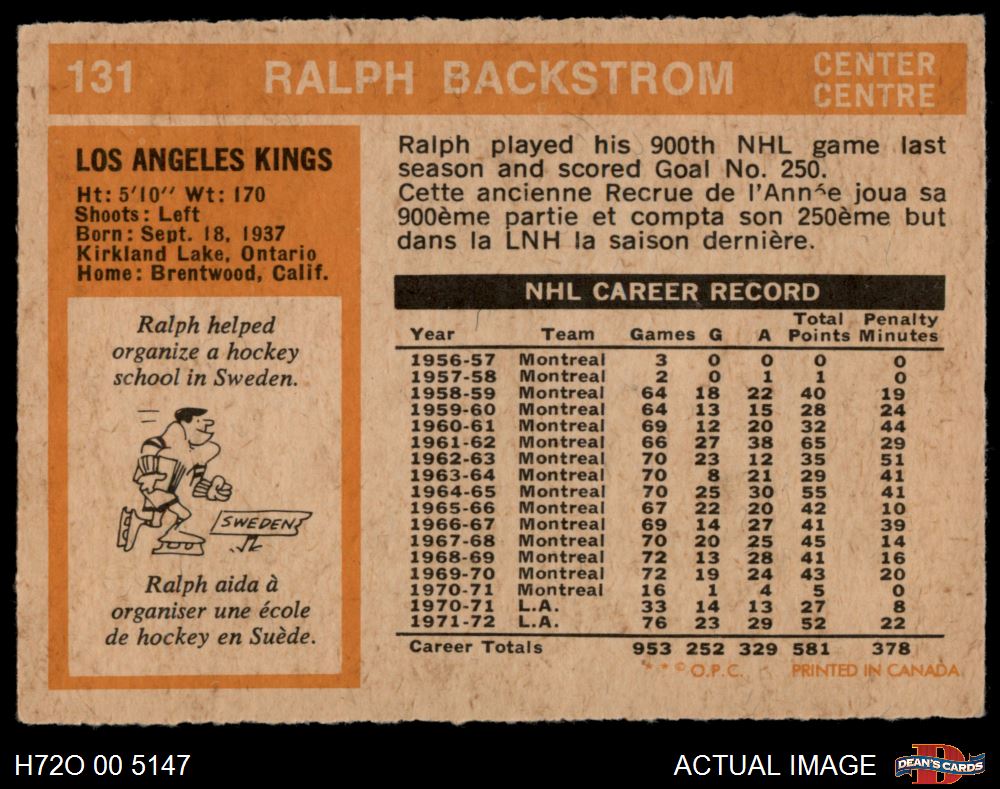 131 RALPH BACKSTROM CENTER
CENTRE
LOS ANGELES KINGS
Ht: 5'10'' Wt: 170
Shoots: Left
Born: Sept. 18, 1937
Kirkland Lake, Ontario
Home: Brentwood, Calif.
Ralph helped
organize a hockey
school in Sweden.
SWEDEN
Ralph aida à
organiser une école
de hockey en Suède.
Ralph played his 900th NHL game last
season and scored Goal No. 250.
Cette ancienne Recrue de l'Année joua sa
900ème partie et compta son 250ème but
dans la LNH la saison dernière.
NHL CAREER RECORD
Year Team Games G A Total Points Penalty Minutes
1956-57 Montreal 3 0 0 0 0
1957-58 Montreal 2 0 1 1 0
1958-59 Montreal 64 18 22 40 19
1959-60 Montreal 64 13 15 28 24
1960-61 Montreal 69 12 20 32 44
1961-62 Montreal 66 27 38 65 29
1962-63 Montreal 70 23 12 35 51
1963-64 Montreal 70 8 21 29 41
1964-65 Montreal 70 25 30 55 41
1965-66 Montreal 67 22 20 42 10
1966-67 Montreal 69 14 27 41 39
1967-68 Montreal 70 20 25 45 14
1968-69 Montreal 72 13 28 41 16
1969-70 Montreal 72 19 24 43 20
1970-71 Montreal 16 1 4 5 0
1970-71 L.A. 33 14 13 27 8
1971-72 L.A. 76 23 29 52 22
Career Totals 953 252 329 581 378
* * © O.P.C. PRINTED IN CANADA
H72O 00 5147 ACTUAL IMAGE D DEAN'S CARDS